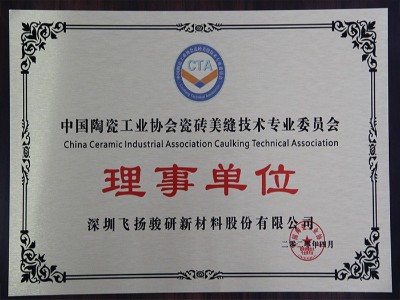 CTA
中国陶瓷工业协会瓷砖美缝技术专业委员会
China Ceramic Industrial Association Caulking Technical Association
理事单位
深圳飞扬骏研新材料股份有限公司